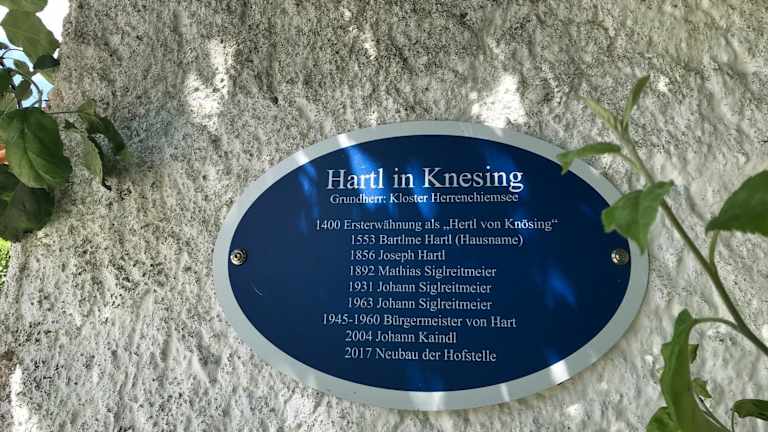 Hartl in Knesing
Grundherr: Kloster Herrenchiemsee
1400 Ersterwähnung als „Hertl von Knösing“
1553 Bartlme Hartl (Hausname)
1856 Joseph Hartl
1892 Mathias Siglreitmeier
1931 Johann Siglreitmeier
1963 Johann Siglreitmeier
1945-1960 Bürgermeister von Hart
2004 Johann Kaindl
2017 Neubau der Hofstelle